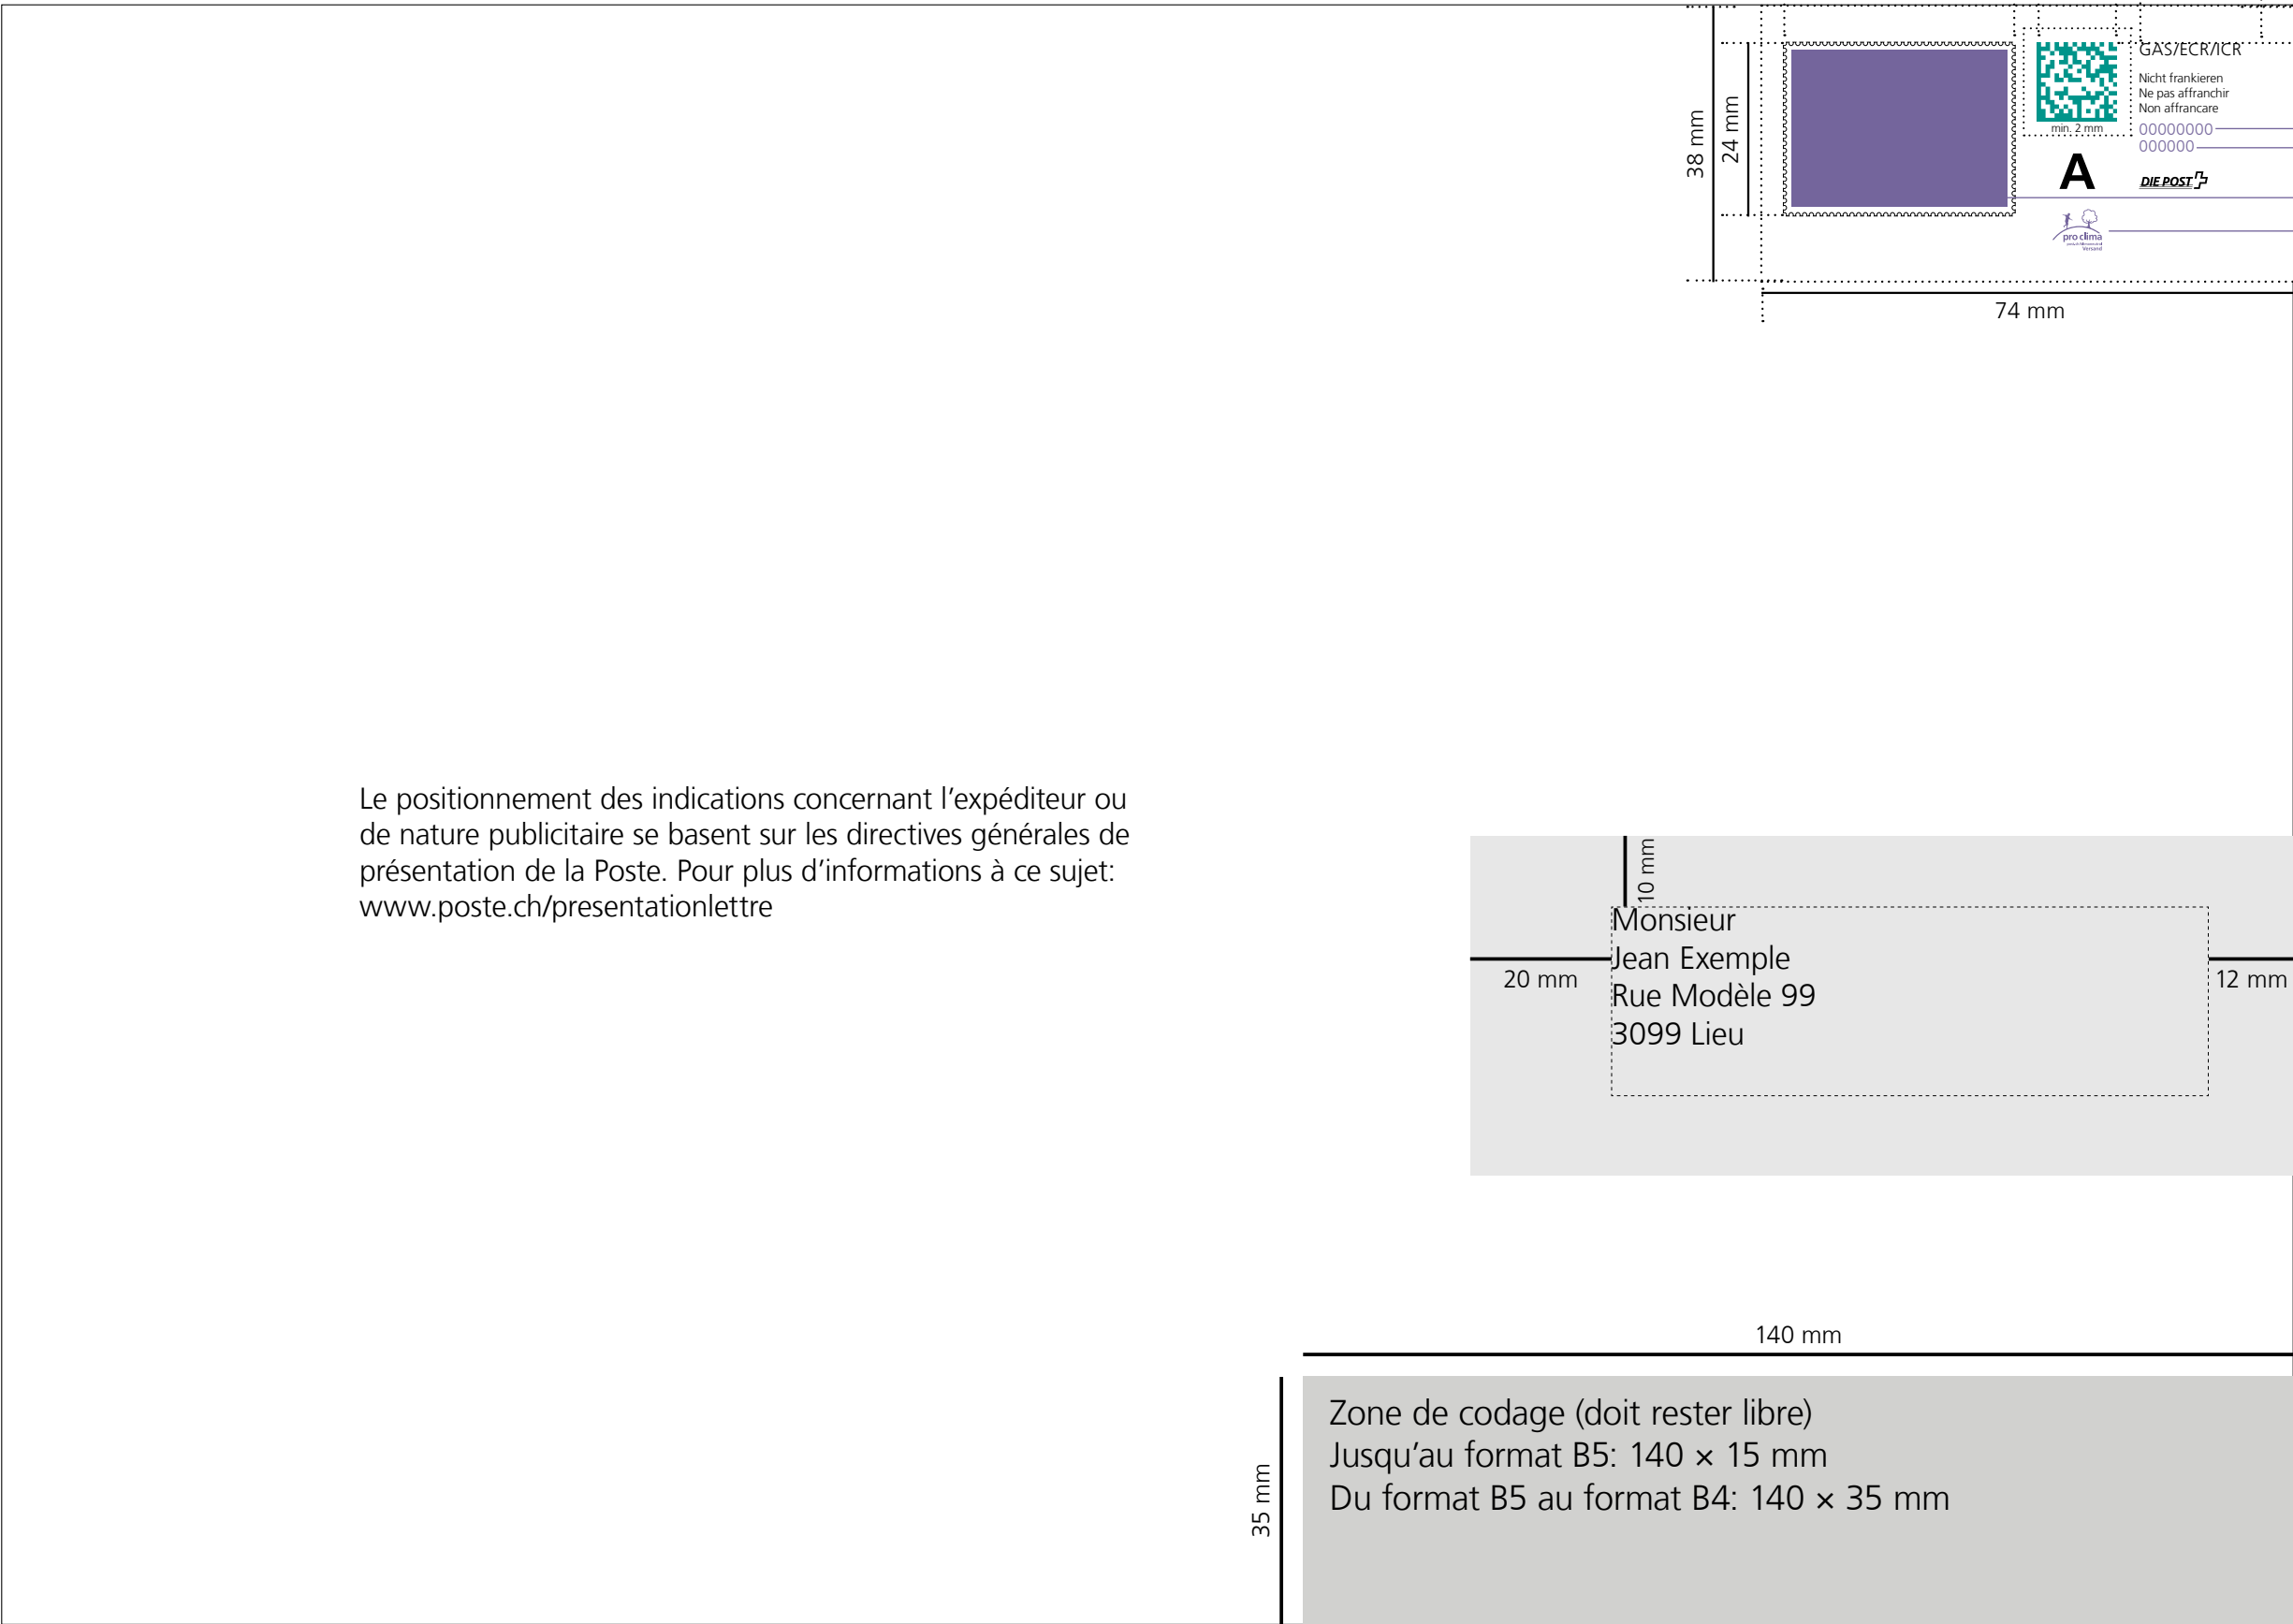 38 mm
24 mm
GAS/ECR/ICR
Nicht frankieren
Ne pas affranchir
Non affrancare
min. 2 mm
00000000
000000
A
DIE POST
pro clima
Versand
74 mm
Le positionnement des indications concernant l’expéditeur ou
de nature publicitaire se basent sur les directives générales de
présentation de la Poste. Pour plus d’informations à ce sujet:
www.poste.ch/presentationlettre
10 mm
Monsieur
Jean Exemple
Rue Modèle 99
3099 Lieu
20 mm
12 mm
140 mm
35 mm
Zone de codage (doit rester libre)
Jusqu’au format B5: 140 × 15 mm
Du format B5 au format B4: 140 × 35 mm